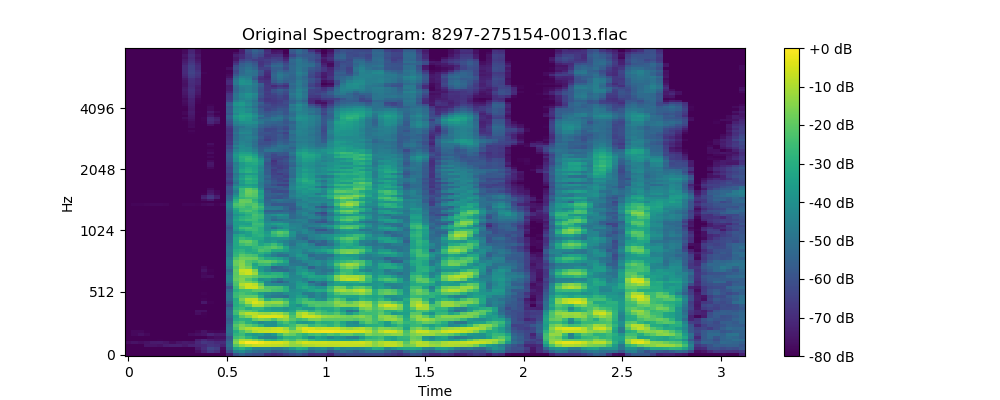 Original Spectrogram: 8297-275154-0013.flac
Hz
4096
2048
1024
512
0
0
0.5
1
1.5
2
2.5
3
Time
+0 dB
-10 dB
-20 dB
-30 dB
-40 dB
-50 dB
-60 dB
-70 dB
-80 dB